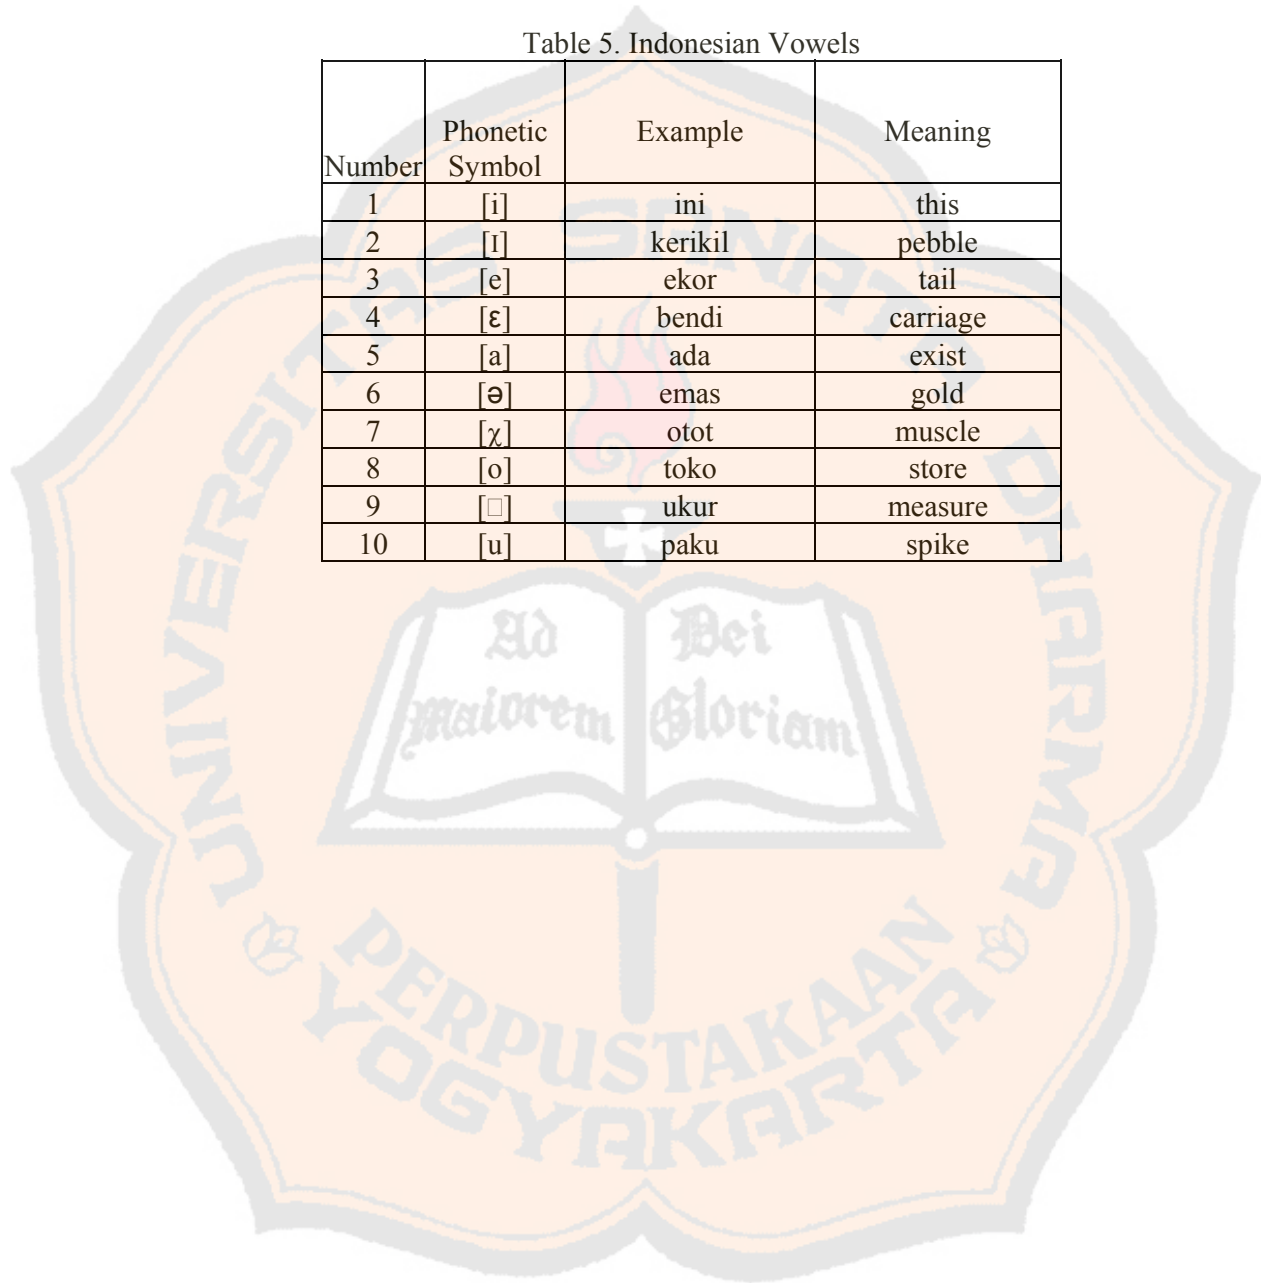 Table 5. Indonesian Vowels
Number Phonetic Symbol Example Meaning
1 [i] ini this
2 [ɪ] kerikil pebble
3 [e] ekor tail
4 [ɛ] bendi carriage
5 [a] ada exist
6 [ə] emas gold
7 [χ] otot muscle
8 [o] toko store
9 [□] ukur measure
10 [u] paku spike
UNIVERSITAS SANATA DHARMA
Ad Dei
maiorem Gloriam
PERPUSTAKAAN
YOGYAKARTA